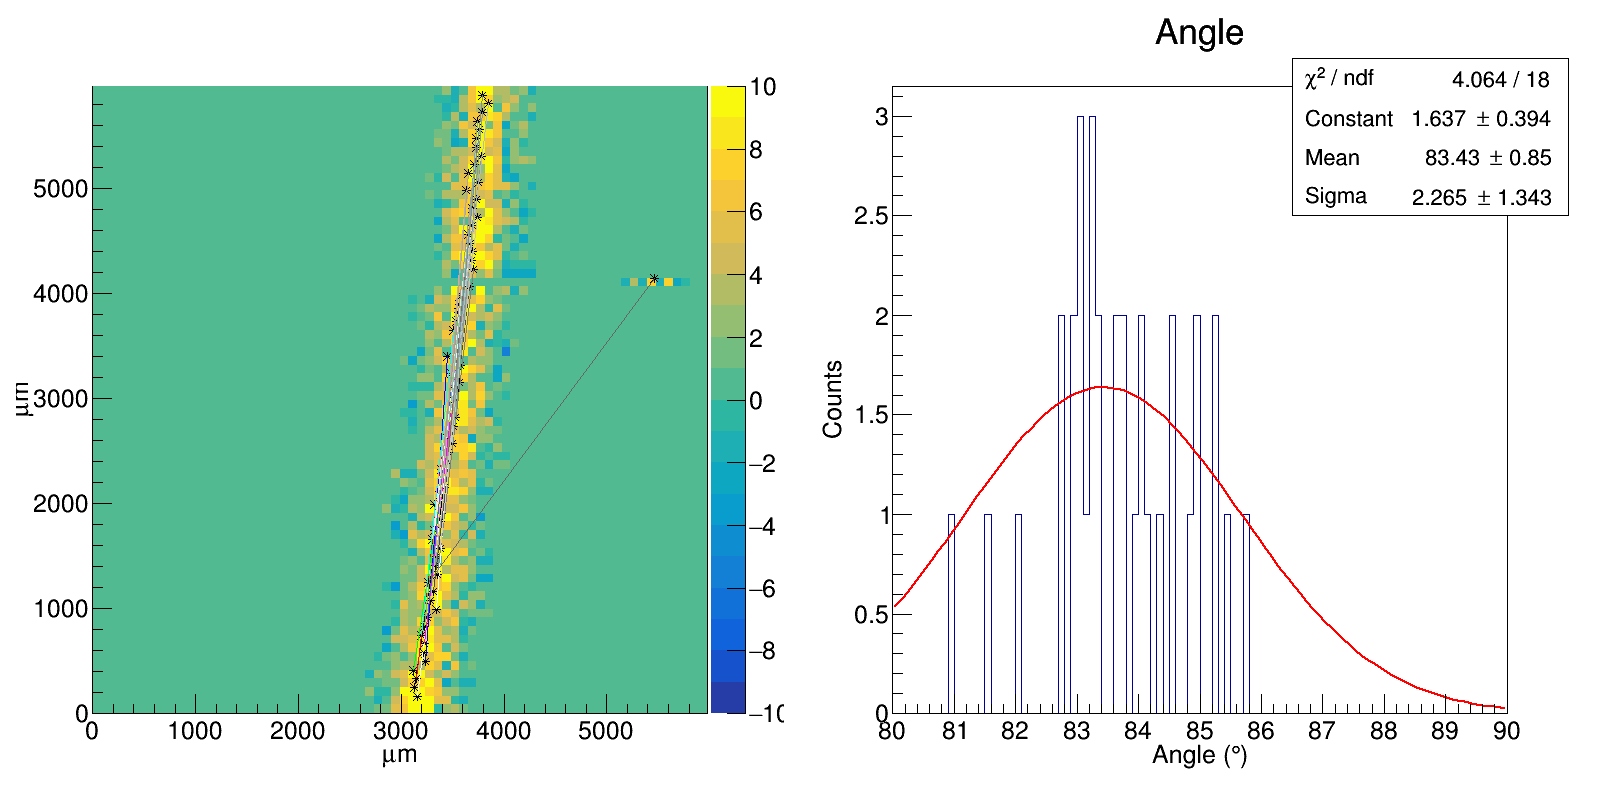 Angle
χ² / ndf 4.064 / 18
Constant 1.637 ± 0.394
Mean 83.43 ± 0.85
Sigma 2.265 ± 1.343
μm
5000
4000
3000
2000
1000
0
0 1000 2000 3000 4000 5000
μm
10
8
6
4
2
0
−2
−4
−6
−8
−10
Counts
3
2.5
2
1.5
1
0.5
0
80 81 82 83 84 85 86 87 88 89 90
Angle (°)